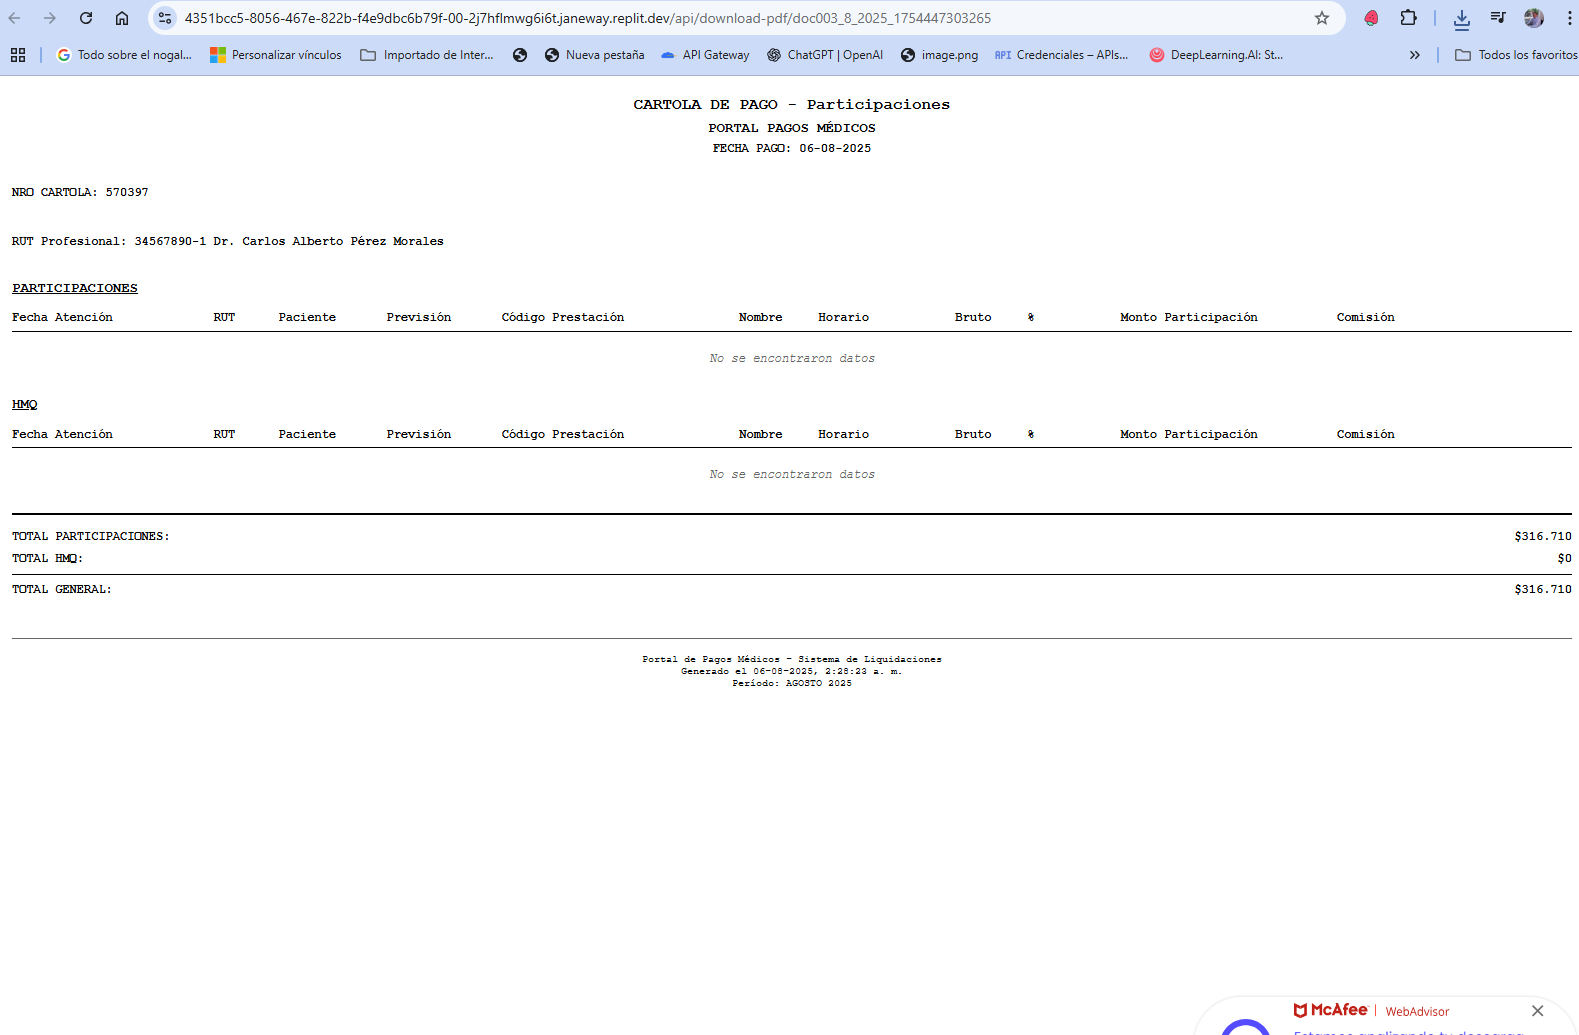 4351bcc5-8056-467e-822b-f4e9dbc6b79f-00-2j7hflmwg6i6t.janeway.replit.dev/api/download-pdf/doc003_8_2025_1754447303265
Todo sobre el nogal... Personalizar vínculos Importado de Inter... Nueva pestaña API Gateway ChatGPT | OpenAI image.png API Credenciales – APIs... DeepLearning.AI: St... » Todos los favoritos
CARTOLA DE PAGO - Participaciones
PORTAL PAGOS MÉDICOS
FECHA PAGO: 06-08-2025
NRO CARTOLA: 570397
RUT Profesional: 34567890-1 Dr. Carlos Alberto Pérez Morales
PARTICIPACIONES
Fecha Atención RUT Paciente Previsión Código Prestación Nombre Horario Bruto % Monto Participación Comisión
No se encontraron datos
HMQ
Fecha Atención RUT Paciente Previsión Código Prestación Nombre Horario Bruto % Monto Participación Comisión
No se encontraron datos
TOTAL PARTICIPACIONES: $316.710
TOTAL HMQ: $0
TOTAL GENERAL: $316.710
Portal de Pagos Médicos - Sistema de Liquidaciones
Generado el 06-08-2025, 2:28:23 a. m.
Período: AGOSTO 2025
McAfee | WebAdvisor
Estamos analizando tu descarga